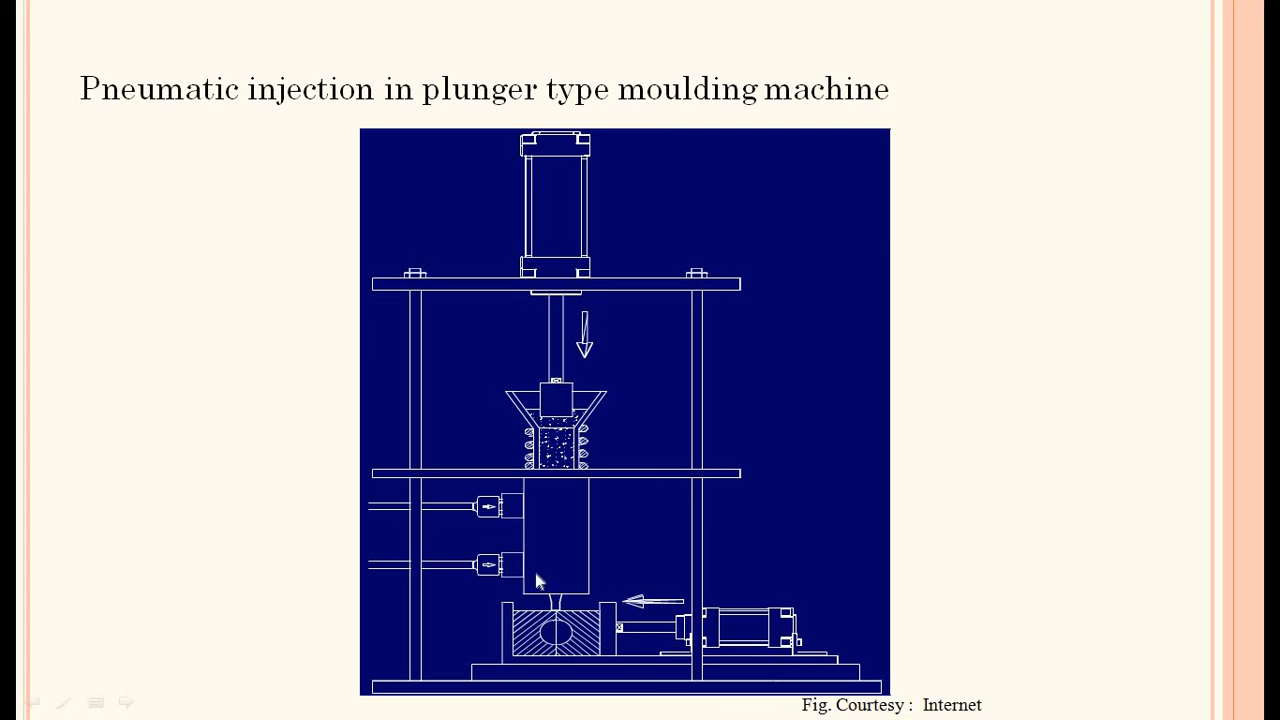 Pneumatic injection in plunger type moulding machine
Fig. Courtesy :  Internet